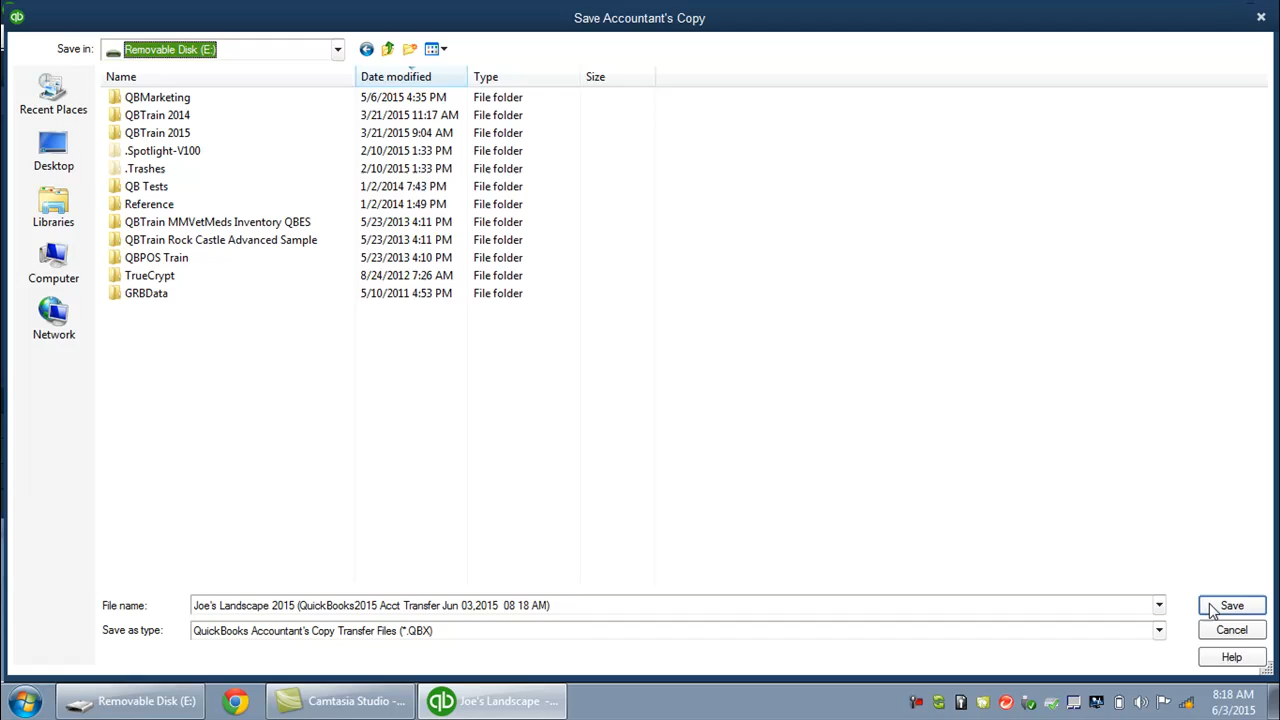 Save Accountant's Copy
Save in: Removable Disk (E:)
Name Date modified Type Size
QBMarketing 5/6/2015 4:35 PM File folder
QBTrain 2014 3/21/2015 11:17 AM File folder
QBTrain 2015 3/21/2015 9:04 AM File folder
.Spotlight-V100 2/10/2015 1:33 PM File folder
.Trashes 2/10/2015 1:33 PM File folder
QB Tests 1/2/2014 7:43 PM File folder
Reference 1/2/2014 1:49 PM File folder
QBTrain MMVetMeds Inventory QBES 5/23/2013 4:11 PM File folder
QBTrain Rock Castle Advanced Sample 5/23/2013 4:11 PM File folder
QBPOS Train 5/23/2013 4:10 PM File folder
TrueCrypt 8/24/2012 7:26 AM File folder
GRBData 5/10/2011 4:53 PM File folder
Recent Places
Desktop
Libraries
Computer
Network
File name: Joe's Landscape 2015 (QuickBooks2015 Acct Transfer Jun 03,2015 08 18 AM) Save
Save as type: QuickBooks Accountant's Copy Transfer Files (*.QBX) Cancel
Help
qb
Removable Disk (E:) Camtasia Studio -... qb Joe's Landscape -... 8:18 AM
6/3/2015